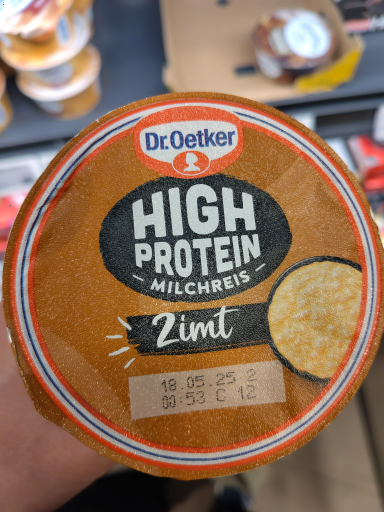 Dr.Oetker
HIGH
PROTEIN
MILCHREIS
Zimt
18.05.25 2
00:53 C 12